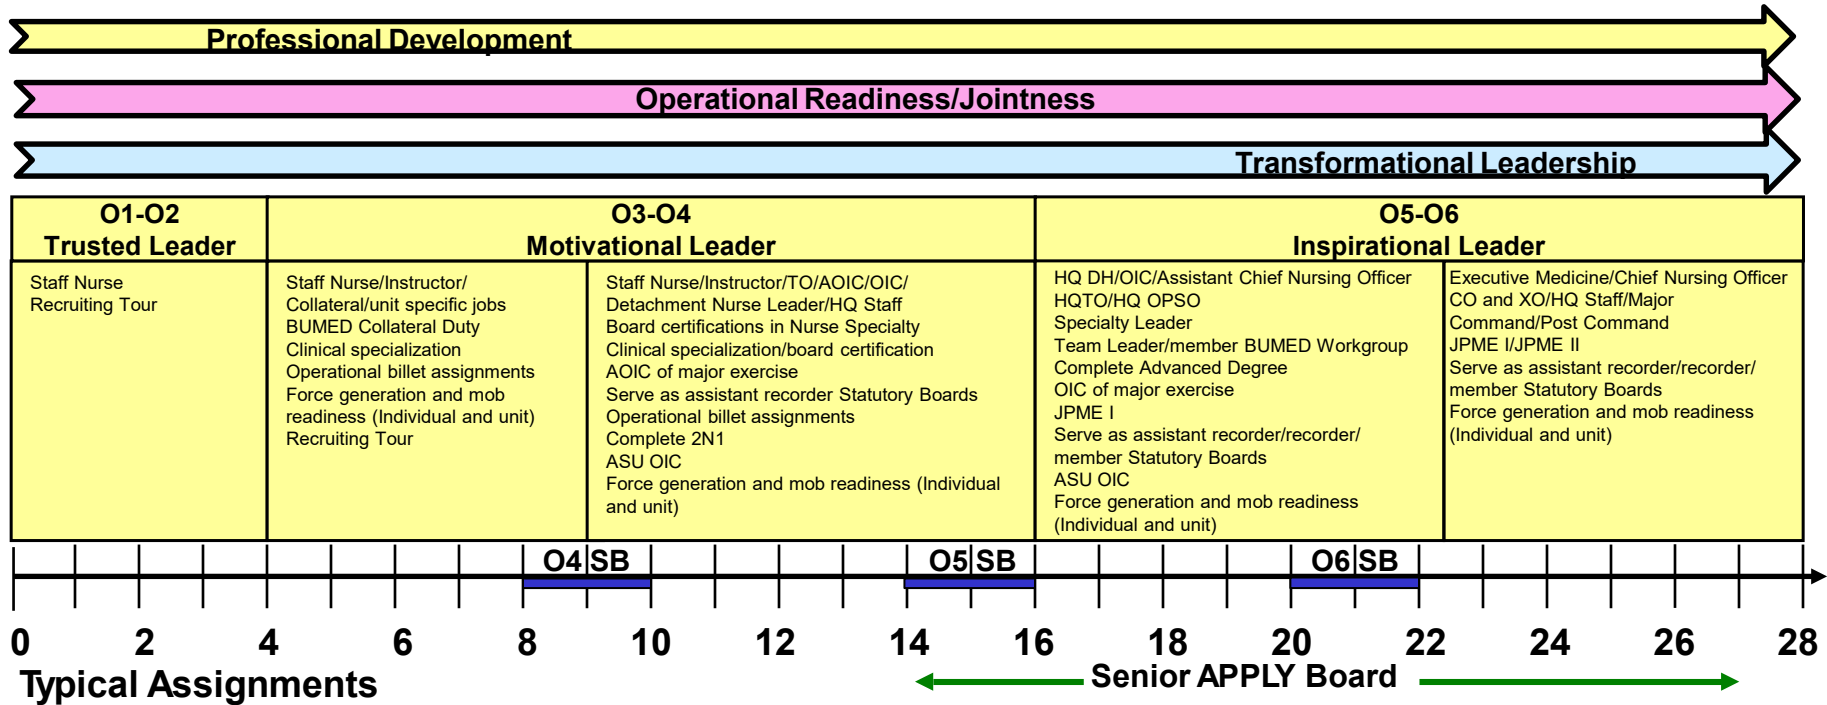 Professional Development
Operational Readiness/Jointness
Transformational Leadership
O1-O2
Trusted Leader
O3-O4
Motivational Leader
O5-O6
Inspirational Leader
Staff Nurse
Recruiting Tour
Staff Nurse/Instructor/
Collateral/unit specific jobs
BUMED Collateral Duty
Clinical specialization
Operational billet assignments
Force generation and mob
readiness (Individual and unit)
Recruiting Tour
Staff Nurse/Instructor/TO/AOIC/OIC/
Detachment Nurse Leader/HQ Staff
Board certifications in Nurse Specialty
Clinical specialization/board certification
AOIC of major exercise
Serve as assistant recorder Statutory Boards
Operational billet assignments
Complete 2N1
ASU OIC
Force generation and mob readiness (Individual
and unit)
HQ DH/OIC/Assistant Chief Nursing Officer
HQTO/HQ OPSO
Specialty Leader
Team Leader/member BUMED Workgroup
Complete Advanced Degree
OIC of major exercise
JPME I
Serve as assistant recorder/recorder/
member Statutory Boards
ASU OIC
Force generation and mob readiness
(Individual and unit)
Executive Medicine/Chief Nursing Officer
CO and XO/HQ Staff/Major
Command/Post Command
JPME I/JPME II
Serve as assistant recorder/recorder/
member Statutory Boards
Force generation and mob readiness
(Individual and unit)
O4 SB
O5 SB
O6 SB
0 2 4 6 8 10 12 14 16 18 20 22 24 26 28
Typical Assignments
Senior APPLY Board